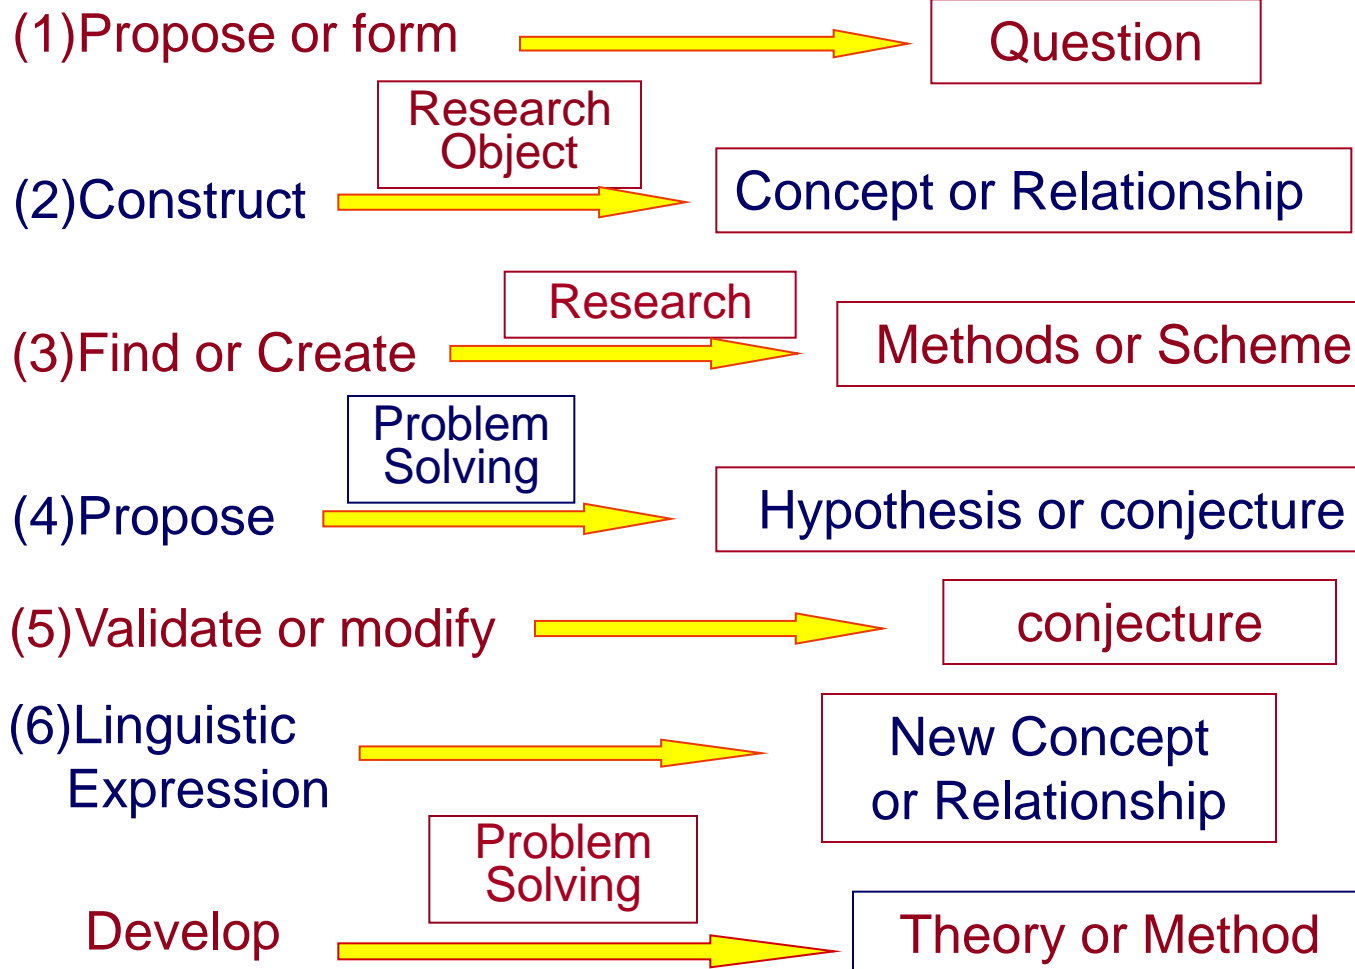 (1)Propose or form
Question
Research
Object
(2)Construct
Concept or Relationship
Research
(3)Find or Create
Methods or Scheme
Problem
Solving
(4)Propose
Hypothesis or conjecture
(5)Validate or modify
conjecture
(6)Linguistic
Expression
New Concept
or Relationship
Problem
Solving
Develop
Theory or Method